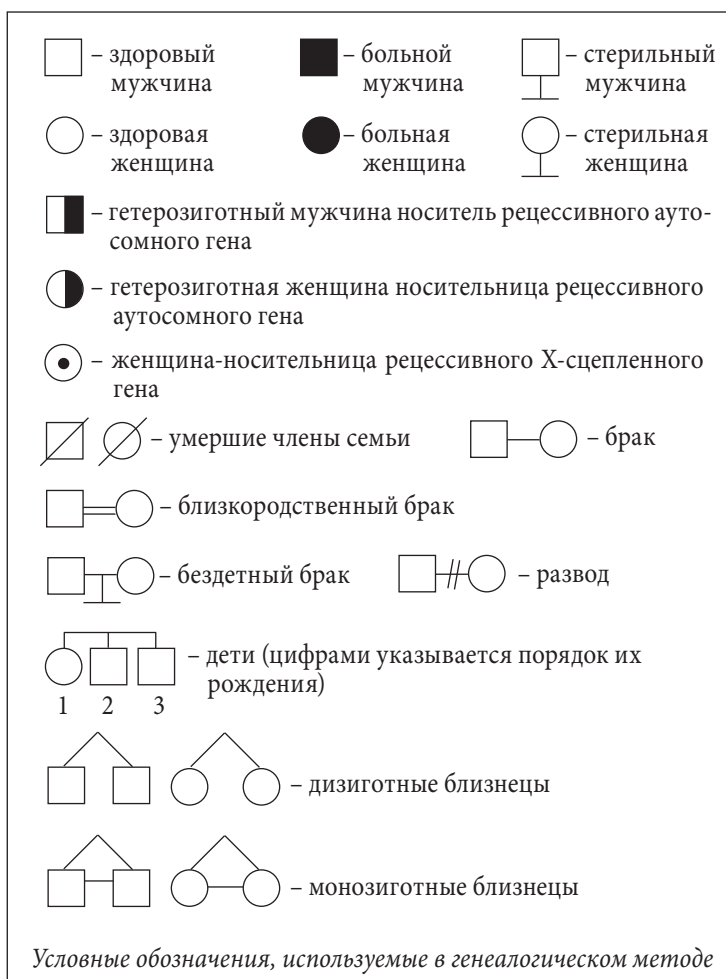 – здоровый мужчина
– больной мужчина
– стерильный мужчина
– здоровая женщина
– больная женщина
– стерильная женщина
– гетерозиготный мужчина носитель рецессивного ауто-
сомного гена
– гетерозиготная женщина носительница рецессивного
аутосомного гена
– женщина-носительница рецессивного X-сцепленного
гена
– умершие члены семьи
– брак
– близкородственный брак
– бездетный брак
– развод
– дети (цифрами указывается порядок их
рождения)
1 2 3
– дизиготные близнецы
– монозиготные близнецы
Условные обозначения, используемые в генеалогическом методе